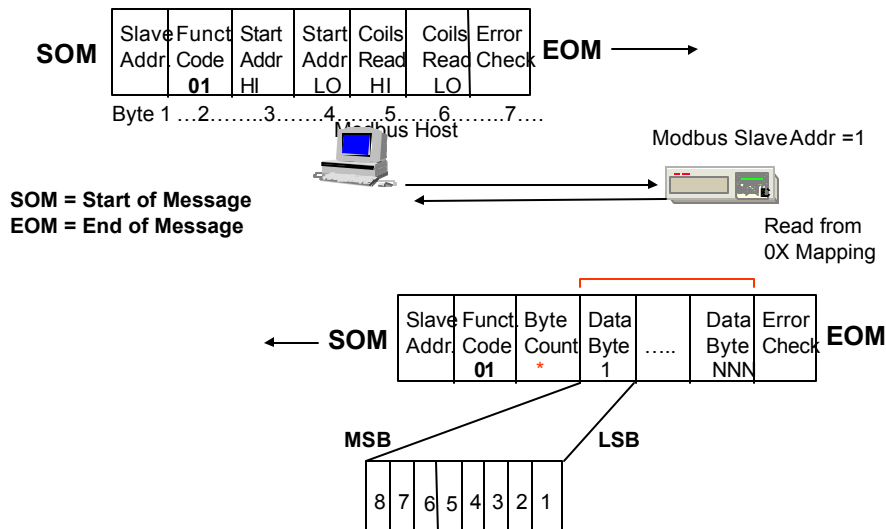 SOM
Slave Funct Start Start Coils Coils Error
Addr. Code Addr Addr Read Read Check
01 HI LO HI LO
EOM
Byte 1 …2……..3…….4…….5……6……..7….
Modbus Host
Modbus Slave Addr =1
SOM = Start of Message
EOM = End of Message
Read from
0X Mapping
SOM
Slave Funct. Byte Data Data Error
Addr. Code Count Byte ….. Byte Check
01 * 1 NNN
EOM
MSB
LSB
8 7 6 5 4 3 2 1